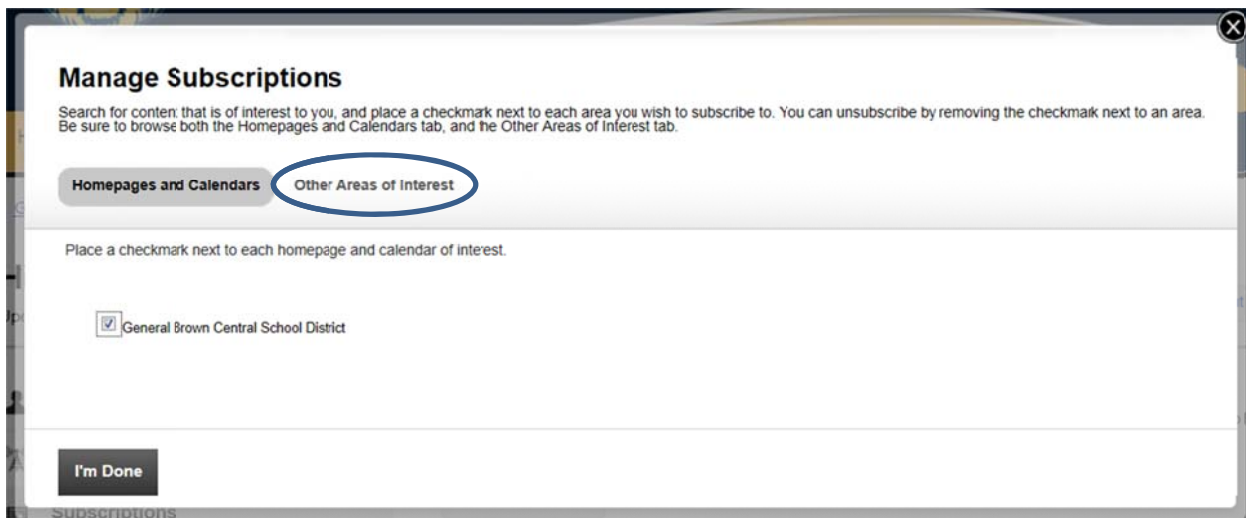 Manage Subscriptions
Search for content that is of interest to you, and place a checkmark next to each area you wish to subscribe to. You can unsubscribe by removing the checkmark next to an area.
Be sure to browse both the Homepages and Calendars tab, and the Other Areas of Interest tab.
Homepages and Calendars Other Areas of Interest
Place a checkmark next to each homepage and calendar of interest.
General Brown Central School District
I'm Done
Subscriptions